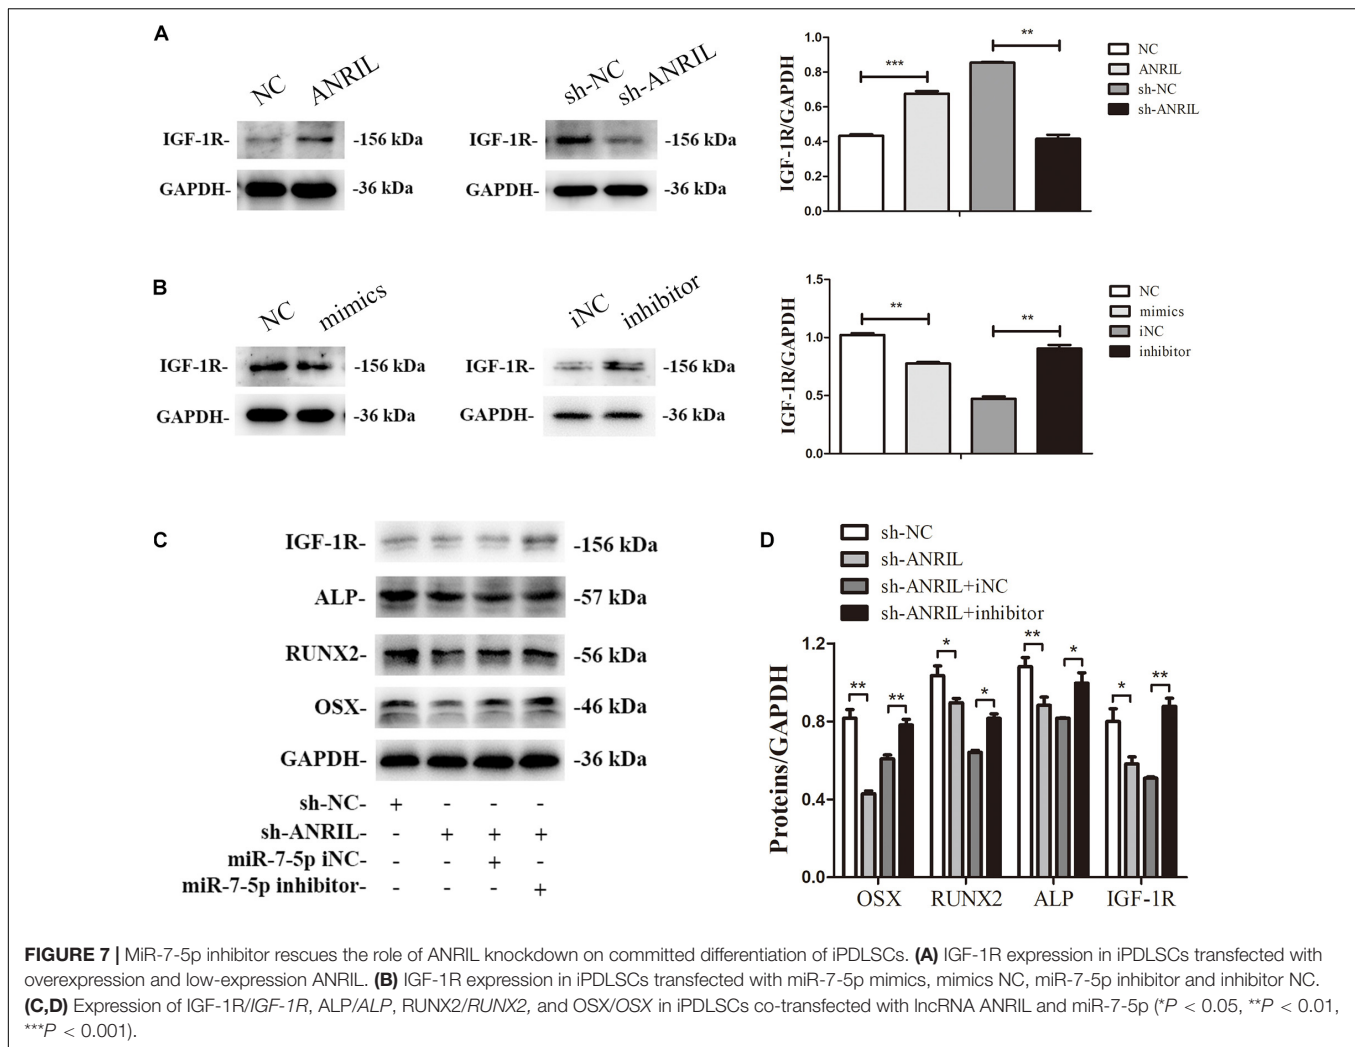 A
NC
ANRIL
IGF-1R-
-156 kDa
GAPDH-
-36 kDa
sh-NC
sh-ANRIL
IGF-1R-
-156 kDa
GAPDH-
-36 kDa
IGF-1R/GAPDH
1.0
0.8
0.6
0.4
0.2
0.0
***
**
NC
ANRIL
sh-NC
sh-ANRIL
B
NC
mimics
IGF-1R-
-156 kDa
GAPDH-
-36 kDa
iNC
inhibitor
IGF-1R-
-156 kDa
GAPDH-
-36 kDa
IGF-1R/GAPDH
1.5
1.0
0.5
0.0
**
**
NC
mimics
iNC
inhibitor
C
IGF-1R-
-156 kDa
ALP-
-57 kDa
RUNX2-
-56 kDa
OSX-
-46 kDa
GAPDH-
-36 kDa
sh-NC- + - - -
sh-ANRIL- - + + +
miR-7-5p iNC- - - + -
miR-7-5p inhibitor- - - - +
D
sh-NC
sh-ANRIL
sh-ANRIL+iNC
sh-ANRIL+inhibitor
Proteins/GAPDH
1.2
0.8
0.4
0.0
** ** * * ** * * **
OSX RUNX2 ALP IGF-1R
FIGURE 7 | MiR-7-5p inhibitor rescues the role of ANRIL knockdown on committed differentiation of iPDLSCs. (A) IGF-1R expression in iPDLSCs transfected with
overexpression and low-expression ANRIL. (B) IGF-1R expression in iPDLSCs transfected with miR-7-5p mimics, mimics NC, miR-7-5p inhibitor and inhibitor NC.
(C,D) Expression of IGF-1R/IGF-1R, ALP/ALP, RUNX2/RUNX2, and OSX/OSX in iPDLSCs co-transfected with lncRNA ANRIL and miR-7-5p (*P < 0.05, **P < 0.01,
***P < 0.001).